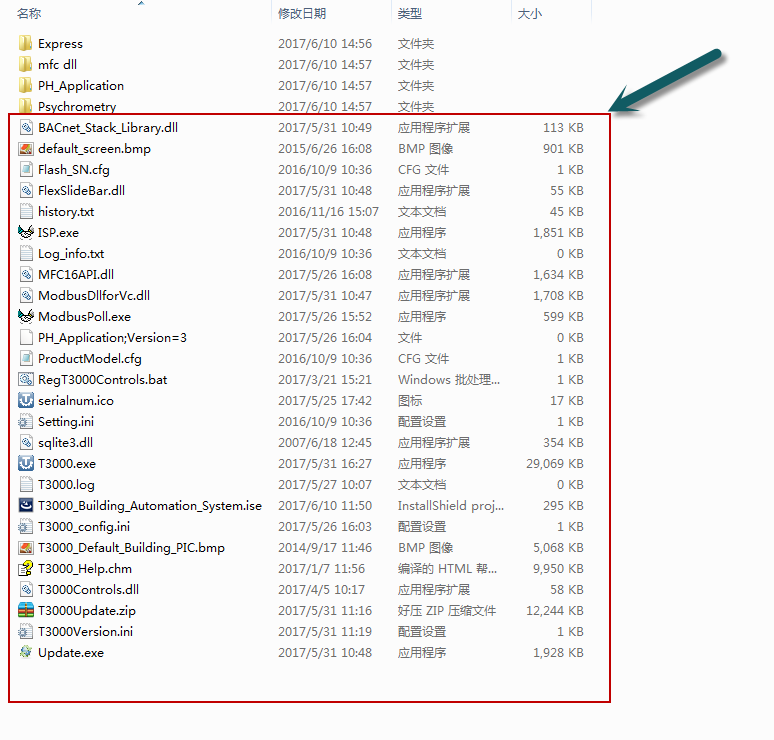 名称 修改日期 类型 大小
Express 2017/6/10 14:56 文件夹
mfc dll 2017/6/10 14:57 文件夹
PH_Application 2017/6/10 14:57 文件夹
Psychrometry 2017/6/10 14:57 文件夹
BACnet_Stack_Library.dll 2017/5/31 10:49 应用程序扩展 113 KB
default_screen.bmp 2015/6/26 16:08 BMP 图像 901 KB
Flash_SN.cfg 2016/10/9 10:36 CFG 文件 1 KB
FlexSlideBar.dll 2017/5/31 10:48 应用程序扩展 55 KB
history.txt 2016/11/16 15:07 文本文档 45 KB
ISP.exe 2017/5/31 10:48 应用程序 1,851 KB
Log_info.txt 2016/10/9 10:36 文本文档 0 KB
MFC16API.dll 2017/5/26 16:08 应用程序扩展 1,634 KB
ModbusDllforVc.dll 2017/5/31 10:47 应用程序扩展 1,708 KB
ModbusPoll.exe 2017/5/26 15:52 应用程序 599 KB
PH_Application;Version=3 2017/5/26 16:04 文件 0 KB
ProductModel.cfg 2016/10/9 10:36 CFG 文件 1 KB
RegT3000Controls.bat 2017/3/21 15:21 Windows 批处理... 1 KB
serialnum.ico 2017/5/25 17:42 图标 17 KB
Setting.ini 2016/10/9 10:36 配置设置 1 KB
sqlite3.dll 2007/6/18 12:45 应用程序扩展 354 KB
T3000.exe 2017/5/31 16:27 应用程序 29,069 KB
T3000.log 2017/5/27 10:07 文本文档 0 KB
T3000_Building_Automation_System.ise 2017/6/10 11:50 InstallShield proj... 295 KB
T3000_config.ini 2017/5/26 16:03 配置设置 1 KB
T3000_Default_Building_PIC.bmp 2014/9/17 11:46 BMP 图像 5,068 KB
T3000_Help.chm 2017/1/7 11:56 编译的 HTML 帮... 9,950 KB
T3000Controls.dll 2017/4/5 10:17 应用程序扩展 58 KB
T3000Update.zip 2017/5/31 11:16 好压 ZIP 压缩文件 12,244 KB
T3000Version.ini 2017/5/31 11:19 配置设置 1 KB
Update.exe 2017/5/31 10:48 应用程序 1,928 KB